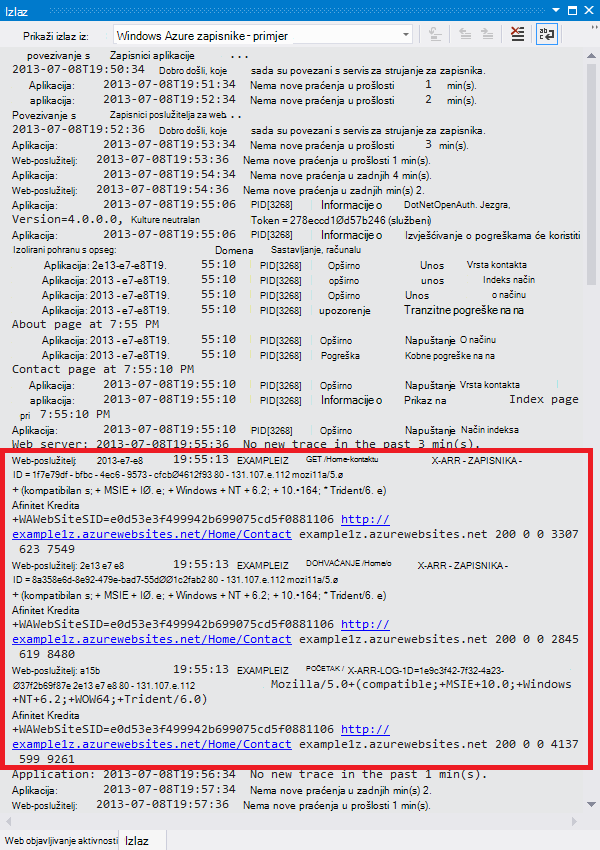 Izlaz
Prikaži izlaz iz: Windows Azure zapisnike - primjer
povezivanje s Zapisnici aplikacije ...
2013-07-08T19:50:34 Dobro došli, koje sada su povezani s servis za strujanje za zapisnika.
Aplikacija: 2013-07-08T19:51:34 Nema nove praćenja u prošlosti 1 min(s).
aplikacija: 2013-07-08T19:52:34 Nema nove praćenja u prošlosti 2 min(s).
Povezivanje s Zapisnici poslužitelja za web...
2013-07-08T19:52:36 Dobro došli, koje sada su povezani s servis za strujanje za zapisnika.
Aplikacija: 2013-07-08T19:53:34 Nema nove praćenja u prošlosti 3 min(s).
Web-poslužitelj: 2013-07-08T19:53:36 Nema nove praćenja u prošlosti 1 min(s).
Aplikacija: 2013-07-08T19:54:34 Nema nove praćenja u zadnjih min(s) 4.
Web-poslužitelj: 2013-07-08T19:54:36 Nema nove praćenja u zadnjih min(s) 2.
Aplikacija: 2013-07-08T19:55:06 PID[3268] Informacije o DotNetOpenAuth. Jezgra,
Version=4.0.0.0, Kulture neutralan Token = 278eccd1Ød57b246 (službeni)
Aplikacija: 2013-07-08T19:55:06 PID[3268] Informacije o Izvješćivanje o pogreškama će koristiti
Izolirani pohranu s opseg: Domena Sastavljanje, računalu
Aplikacija: 2e13-e7-e8T19. 55:10 PID[3268] Opširno Unos Vrsta kontakta
Aplikacija: 2013 -e7-e8T19. 55:10 PID[3268] opširno unos Indeks način
Aplikacija: 2013 -e7-e8T19. 55:10 PID[3268] Opširno Unos o načinu
Aplikacija: 2013 -e7-e8T19. 55:10 PID[3268] upozorenje Tranzitne pogreške na na
About page at 7:55 PM
Aplikacija: 2013 -e7-e8T19. 55:10 PID[3268] Opširno Napuštanje O načinu
Aplikacija: 2013 -e7-e8T19. 55:10 PID[3268] Pogreška Kobne pogreške na na
Contact page at 7:55:10 PM
Aplikacija: 2013-07-08T19:55:10 PID[3268] Opširno Napuštanje Vrsta kontakta
aplikacija: 2013-07-08T19:55:10 PID[3268] Informacije o Prikaz na Index page
pri 7:55:10 PM
Aplikacija: 2013-07-08T19:55:10 PID[3268] Opširno Napuštanje Način indeksa
Web server: 2013-07-08T19:55:36 No new trace in the past 3 min(s).
Web-poslužitelj: 2013-e7-e8 19:55:13 EXAMPLEIZ GET /Home-kontaktu X-ARR - ZAPISNIKA -
ID = 1f7e79df - bfbc - 4ec6 - 9573 - cfcbØ4612f93 80 - 131.107.e.112 mozi11a/5.ø
+ (kompatibilan s; + MSIE + IØ. e; + Windows + NT + 6.2; + 10.•164; * Trident/6. e)
Afinitet Kredita
+WAWebSiteSID=e0d53e3f499942b699075cd5f0881106 http://
example1z.azurewebsites.net/Home/Contact example1z.azurewebsites.net 200 0 0 3307
623 7549
Web-poslužitelj: 2e13 e7 e8 19:55:13 EXAMPLEIZ DOHVAĆANJE /Home/o X-ARR - ZAPISNIKA -
ID = 8a358e6d-8e92-479e-bad7-55dØØ1c2fab2 80 - 131.107.e.112 mozi11a/5.ø
+ (kompatibilan s; + MSIE + IØ. e; + Windows + NT + 6.2; + 10.•164; * Trident/6. e)
Afinitet Kredita
+WAWebSiteSID=e0d53e3f499942b699075cd5f0881106 http://
example1z.azurewebsites.net/Home/Contact example1z.azurewebsites.net 200 0 0 2845
619 8480
Web-poslužitelj: a15b 19:55:13 EXAMPLEIZ POČETAK / X-ARR-LOG-1D=1e9c3f42-7f32-4a23-
Ø37f2b69f87e 2e13 e7 e8 80 - 131.107.e.112 Mozilla/5.0+(compatible;+MSIE+10.0;+Windows
+NT+6.2;+WOW64;+Trident/6.0)
Afinitet Kredita
+WAWebSiteSID=e0d53e3f499942b699075cd5f0881106 http://
example1z.azurewebsites.net/Home/Contact example1z.azurewebsites.net 200 0 0 4137
599 9261
Application: 2013-07-08T19:56:34 No new trace in the past 1 min(s).
Aplikacija: 2013-07-08T19:57:34 Nema nove praćenja u zadnjih min(s) 2.
Web-poslužitelj: 2013-07-08T19:57:36 Nema nove praćenja u prošlosti 1 min(s).
Web objavljivanje aktivnosti Izlaz